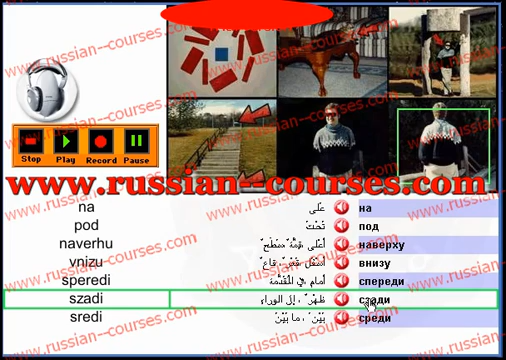 Stop Play Record Pause
www.russian--courses.com
na عَلَى на
pod تَحْتَ под
naverhu наверху
vnizu внизу
speredi спереди
szadi сзади
sredi среди